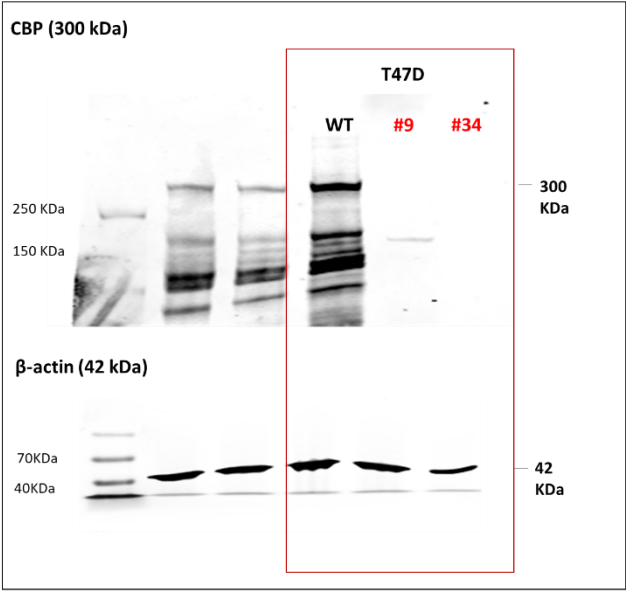 CBP (300 kDa)
T47D
WT #9 #34
300
KDa
250 KDa
150 KDa
β-actin (42 kDa)
70KDa
40KDa
42
KDa